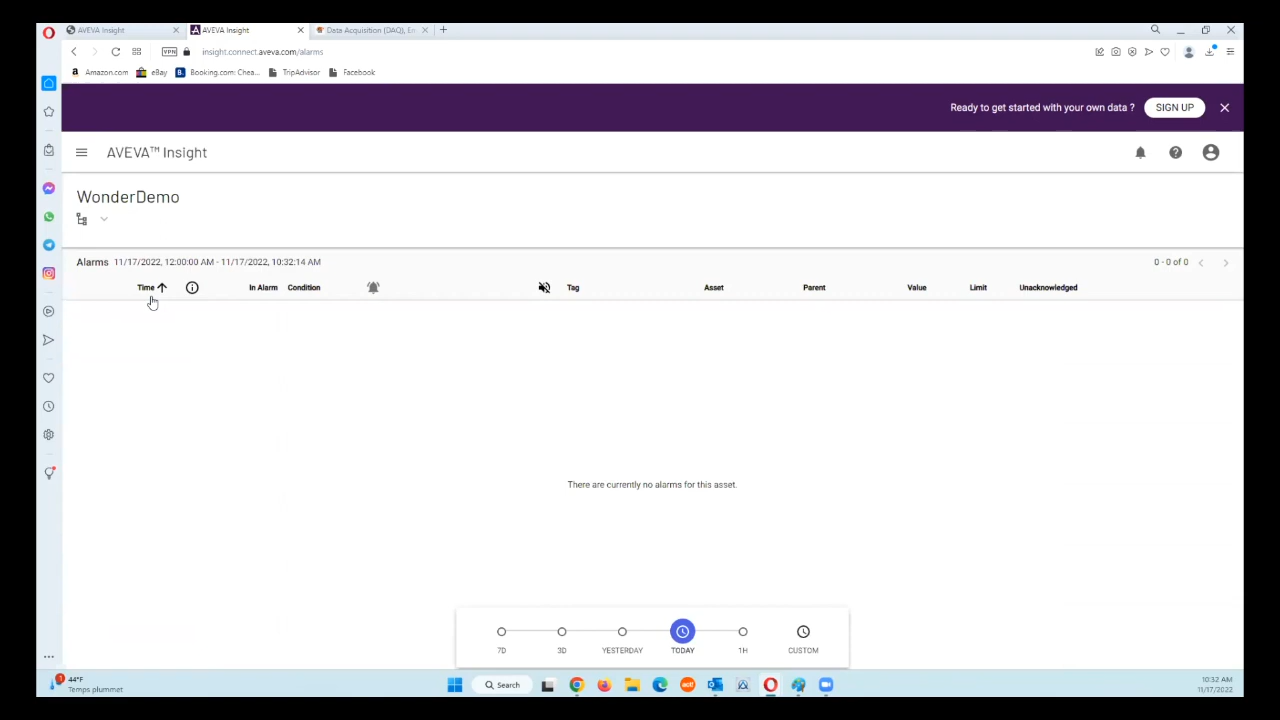 AVEVA Insight
AVEVA Insight
Data Acquisition (DAQ), En
VPN insight.connect.aveva.com/alarms
a Amazon.com
eBay
B. Booking.com: Chea...
TripAdvisor
Facebook
Ready to get started with your own data ? SIGN UP
AVEVA™ Insight
WonderDemo
Alarms 11/17/2022, 12:00:00 AM - 11/17/2022, 10:32:14 AM 0 - 0 of 0
Time In Alarm Condition Tag Asset Parent Value Limit Unacknowledged
There are currently no alarms for this asset.
7D 3D YESTERDAY TODAY 1H CUSTOM
1 44°F
Temps plummet
Search
act!
10:32 AM
11/17/2022